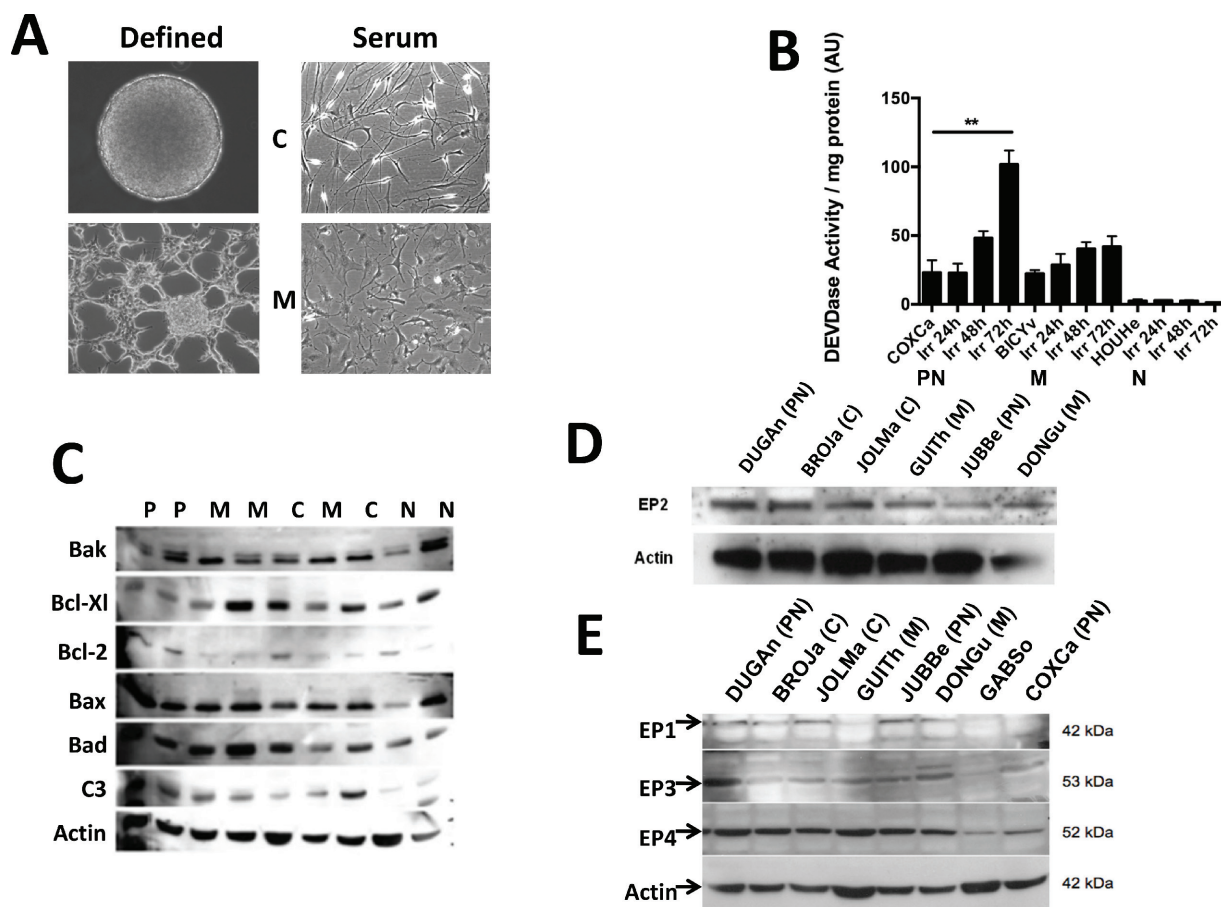 A
Defined Serum
C
M
B
DEVDase Activity / mg protein (AU)
150
100
50
0
**
COXCa Irr 24h Irr 48h Irr 72h BICYv Irr 24h Irr 48h Irr 72h HOUHe Irr 24h Irr 48h Irr 72h
PN M N
C
P P M M C M C N N
Bak
Bcl-Xl
Bcl-2
Bax
Bad
C3
Actin
D
DUGAn (PN) BROJa (C) JOLMa (C) GUITh (M) JUBBe (PN) DONGu (M)
EP2
Actin
E
DUGAn (PN) BROJa (C) JOLMa (C) GUITh (M) JUBBe (PN) DONGu (M) GABSo COXCa (PN)
EP1 42 kDa
EP3 53 kDa
EP4 52 kDa
Actin 42 kDa